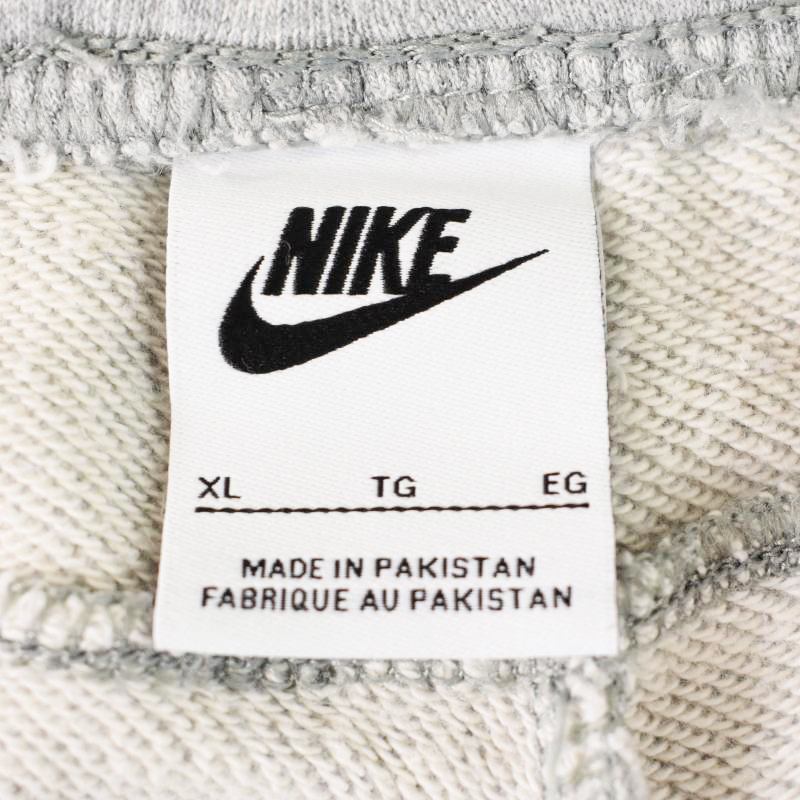 NIKE
XL TG EG
MADE IN PAKISTAN
FABRIQUE AU PAKISTAN